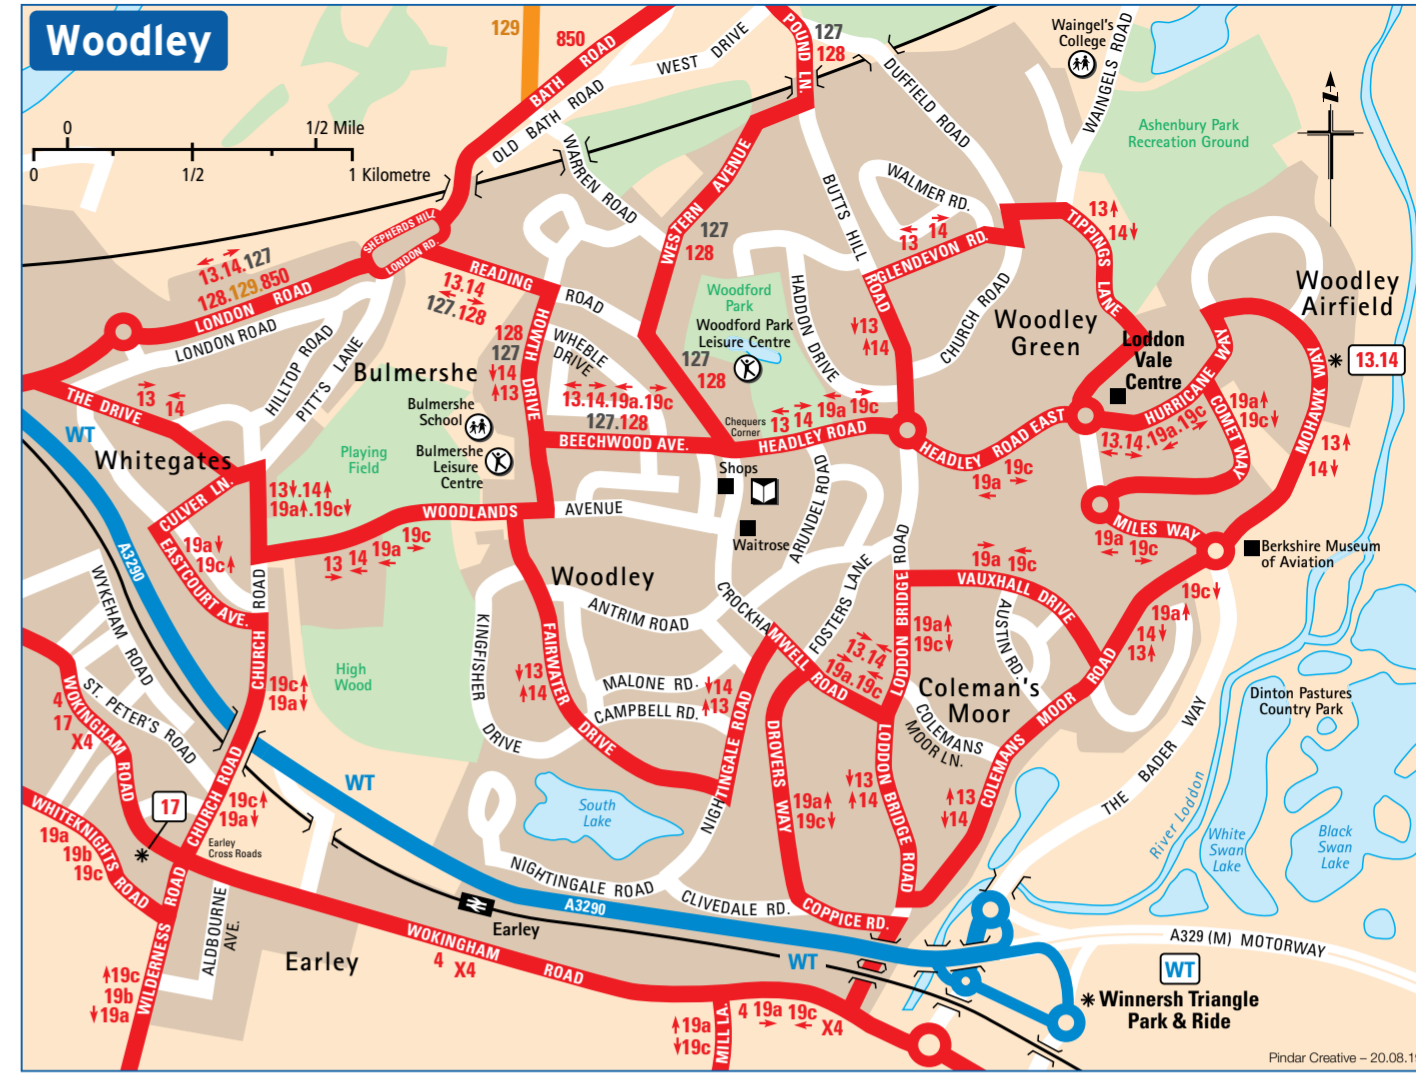 Woodley
129
850
BATH ROAD
OLD BATH ROAD
WEST DRIVE
POUND LN.
127
128
Waingel's
College
WAINGELS ROAD
DUFFIELD ROAD
Ashenbury Park
Recreation Ground
N
0 1/2 Mile
0 1/2 1 Kilometre
WARREN ROAD
WESTERN AVENUE
127
128
BUTTS HILL
ROAD
WALMER RD.
13 14
GLENDEVON RD.
TIPPINGS LANE
13↑
14↓
SHEPHERDS HILL
LONDON RD.
13.14.127
128.129.850
LONDON ROAD
LONDON ROAD
READING
ROAD
13.14
127.128
HOWTH DRIVE
128
127
↓14
↑13
WHEBLE
DRIVE
Woodford
Park
Woodford Park
Leisure Centre
HADDON DRIVE
CHURCH ROAD
↓13
↑14
127
128
Woodley
Green
Woodley
Airfield
13.14
Loddon
Vale
Centre
HURRICANE WAY
COMET WAY
MOHAWK WAY
19a↑
19c↓
13↑
14↓
13.14.19a.19c
HILLTOP ROAD
PITT'S LANE
Bulmershe
Bulmershe
School
Bulmershe
Leisure
Centre
Playing
Field
THE DRIVE
13 14
WT
Whitegates
13.14.19a.19c
127.128
BEECHWOOD AVE.
Chequers
Corner
13 14 19a 19c
HEADLEY ROAD
HEADLEY ROAD EAST
19a 19c
Shops
Waitrose
ARUNDEL ROAD
CULVER LN.
13↓.14↑
19a↑.19c↓
WOODLANDS
AVENUE
13 14 19a 19c
19a↓
19c↑
EASTCOURT AVE.
A3290
WYKEHAM ROAD
ROAD
CHURCH
MILES WAY
19a 19c
Berkshire Museum
of Aviation
19c↓
19a↑
14↓
13↑
Woodley
ANTRIM ROAD
CROCKHAMWELL ROAD
FOSTERS LANE
LODDON BRIDGE ROAD
19a 19c
VAUXHALL DRIVE
AUSTIN RD.
19a↑
19c↓
13.14
19a.19c
KINGFISHER
DRIVE
FAIRWATER
DRIVE
↓13
↑14
MALONE RD.
CAMPBELL RD.
↓14
↑13
NIGHTINGALE ROAD
High
Wood
Coleman's
Moor
COLEMANS
MOOR LN.
COLEMANS MOOR ROAD
↑13
↓14
THE BADER WAY
Dinton Pastures
Country Park
River Loddon
White
Swan
Lake
Black
Swan
Lake
ST. PETER'S ROAD
4
17
X4
WOKINGHAM ROAD
19c↑
19a↓
CHURCH ROAD
19c↑
19a↓
17
Earley
Cross Roads
WHITEKNIGHTS ROAD
19a
19b
19c
WT
South
Lake
DROVERS WAY
19a↑
19c↓
LODDON BRIDGE ROAD
↓13
↑14
NIGHTINGALE ROAD
CLIVEDALE RD.
COPPICE RD.
A3290
Earley
WT
WILDERNESS ROAD
ALDBOURNE
AVE.
Earley
↑19c
19b
↓19a
WOKINGHAM
ROAD
4 X4
↑19a
↓19c
MILL LA.
4 19a 19c X4
A329 (M) MOTORWAY
WT
Winnersh Triangle
Park & Ride
Pindar Creative – 20.08.19